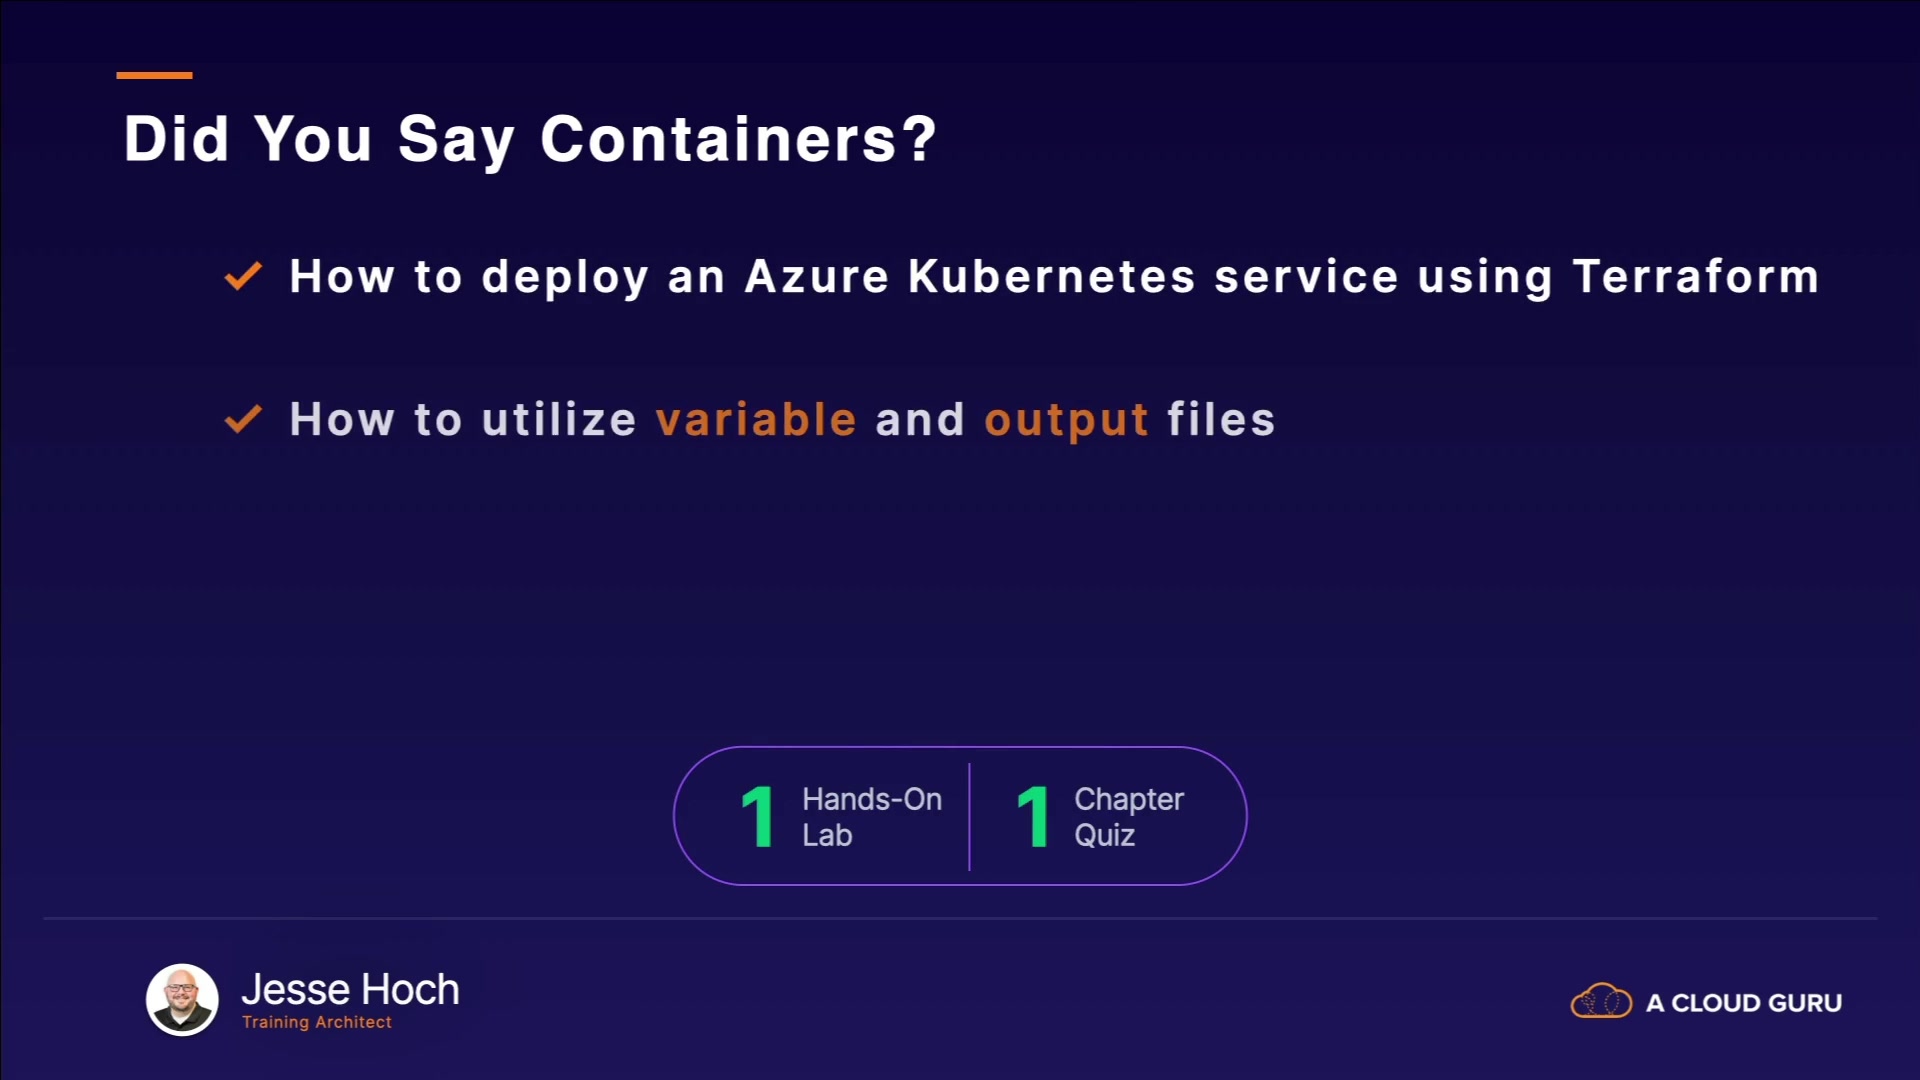 Did You Say Containers?
How to deploy an Azure Kubernetes service using Terraform
How to utilize variable and output files
1 Hands-On
Lab
1 Chapter
Quiz
Jesse Hoch
Training Architect
A CLOUD GURU